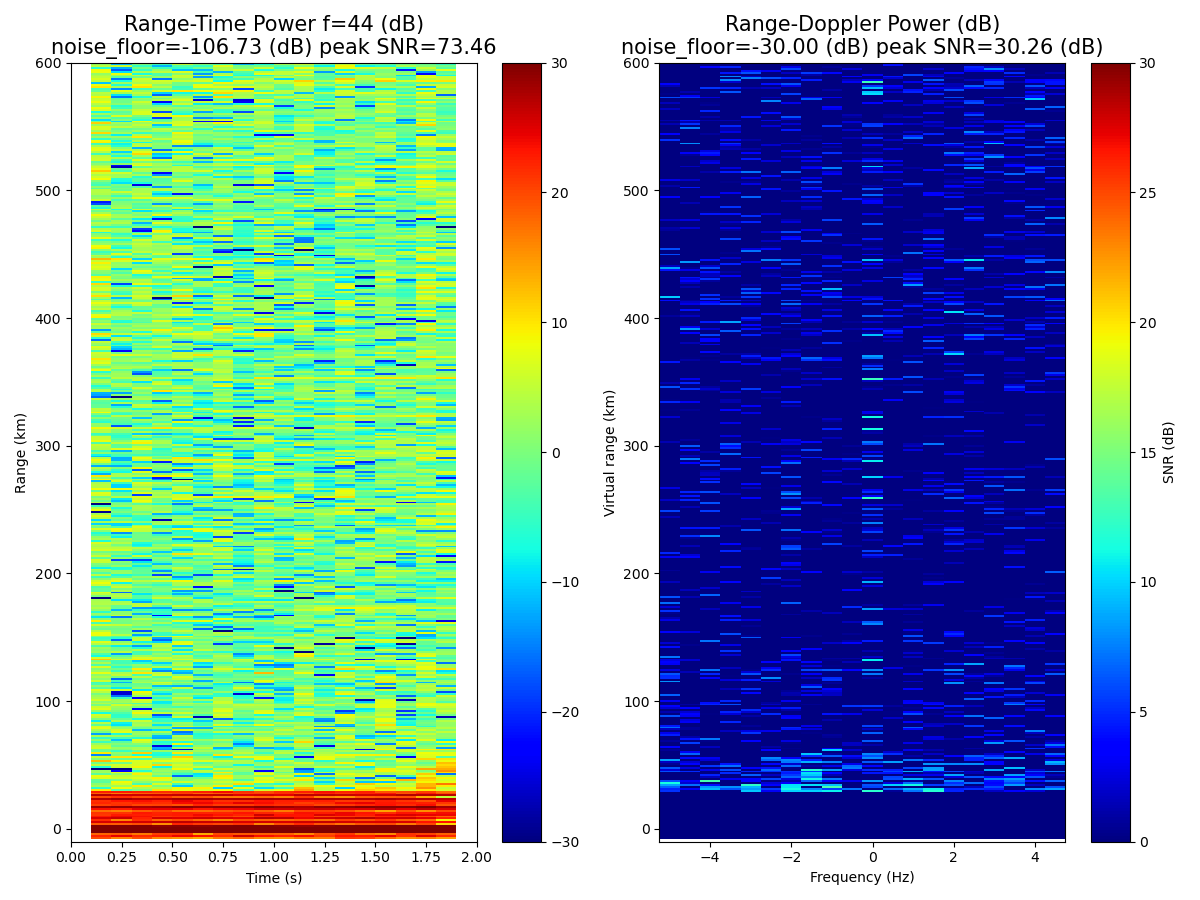 Range-Time Power f=44 (dB)
noise_floor=-106.73 (dB) peak SNR=73.46
Range-Doppler Power (dB)
noise_floor=-30.00 (dB) peak SNR=30.26 (dB)
600
500
400
300
200
100
0
Range (km)
0.00 0.25 0.50 0.75 1.00 1.25 1.50 1.75 2.00
Time (s)
30
20
10
0
−10
−20
−30
600
500
400
300
200
100
0
Virtual range (km)
−4 −2 0 2 4
Frequency (Hz)
30
25
20
15
10
5
0
SNR (dB)